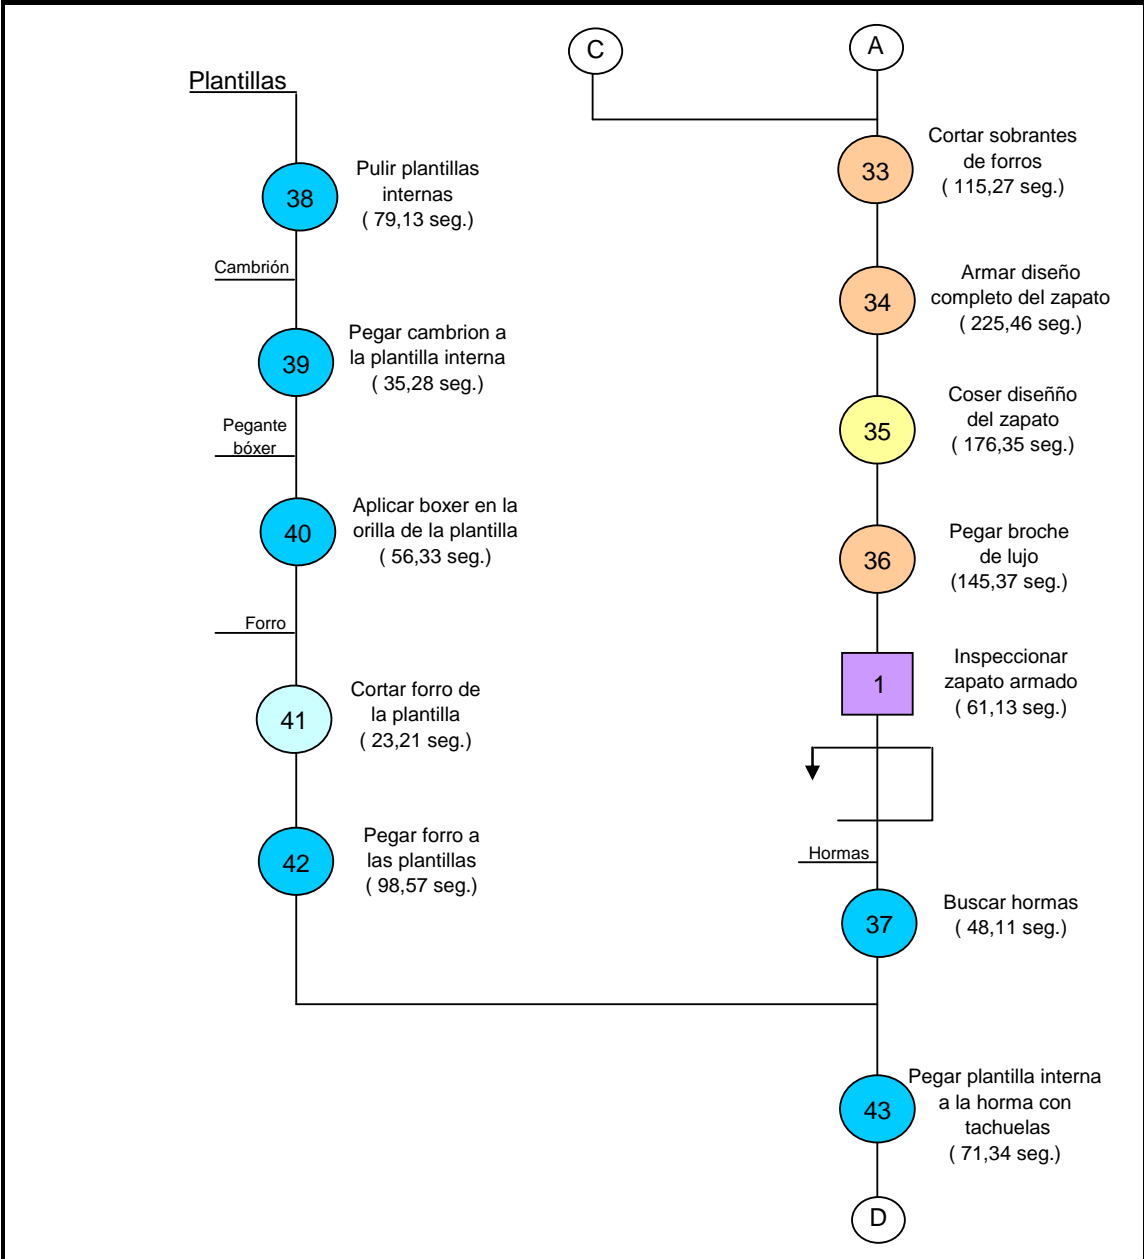 C
A
Plantillas
38
Pulir plantillas
internas
( 79,13 seg.)
Cambrión
39
Pegar cambrion a
la plantilla interna
( 35,28 seg.)
Pegante
bóxer
40
Aplicar boxer en la
orilla de la plantilla
( 56,33 seg.)
Forro
41
Cortar forro de
la plantilla
( 23,21 seg.)
42
Pegar forro a
las plantillas
( 98,57 seg.)
33
Cortar sobrantes
de forros
( 115,27 seg.)
34
Armar diseño
completo del zapato
( 225,46 seg.)
35
Coser diseñño
del zapato
( 176,35 seg.)
36
Pegar broche
de lujo
(145,37 seg.)
1
Inspeccionar
zapato armado
( 61,13 seg.)
Hormas
37
Buscar hormas
( 48,11 seg.)
43
Pegar plantilla interna
a la horma con
tachuelas
( 71,34 seg.)
D